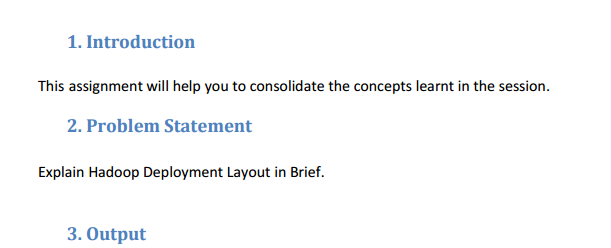 1. Introduction
This assignment will help you to consolidate the concepts learnt in the session.
2. Problem Statement
Explain Hadoop Deployment Layout in Brief.
3. Output